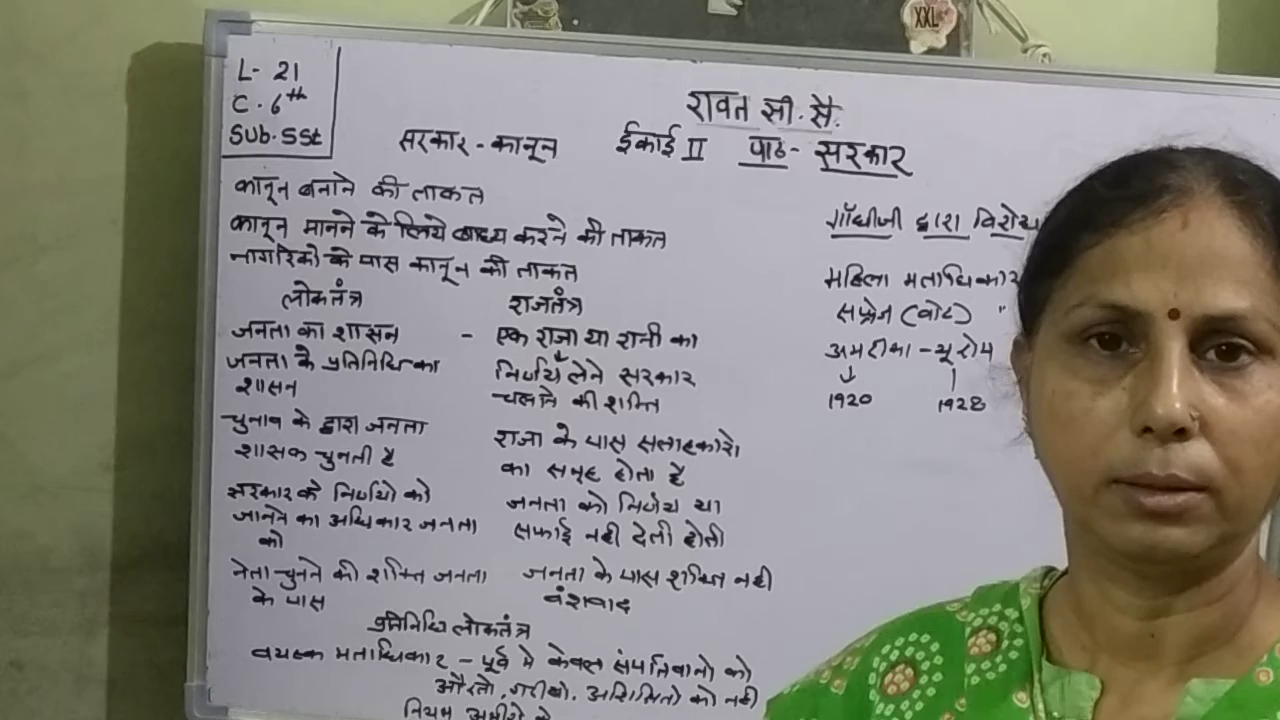 XXL
L- 21
C. 6th
Sub. SSt
रावत सी. सै.
सरकार - कानून ईकाई II पाठ - सरकार
कानून बनाने की ताकत
कानून मानने के लिये बाध्य करने की ताकत
नागरिको के पास कानून की ताकत
लोकतंत्र राजतंत्र
जनता का शासन - एक राजा या रानी का
जनता के प्रतिनिधि का निर्णय लेने सरकार
शासन चलाने की शक्ति
चुनाव के द्वारा जनता राजा के पास सलाहकारो
शासक चुनती है का समूह होता है
सरकार के निर्णयो को जनता को निर्णय या
जानने का अधिकार जनता सफाई नही देनी होती
को
नेता चुनने की शक्ति जनता जनता के पास शक्ति नही
के पास वंशवाद
प्रतिनिधि लोकतंत्र
वयस्क मताधिकार - पूर्व मे केवल संपत्तिवालो को
औरतो, गरीबो. अशिक्षितो को नही
नियम अमीरो के
गाँधीजी द्वारा विरोध
महिला मताधिकार
सफ्रेज (वोट) "
अमरीका - यूरोप
↓ |
1920 1928